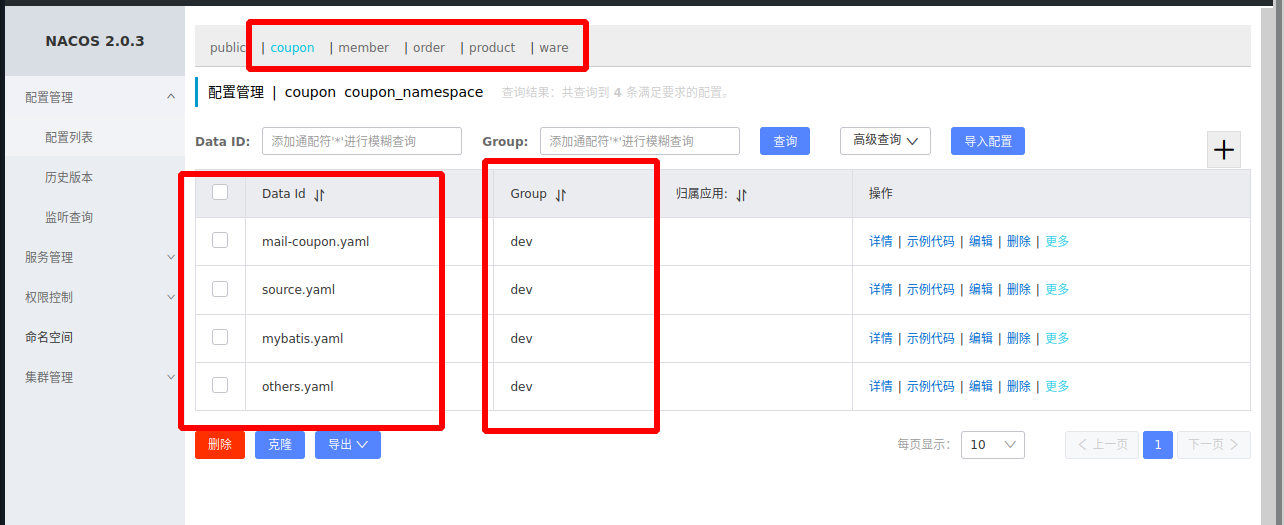 NACOS 2.0.3
配置管理
配置列表
历史版本
监听查询
服务管理
权限控制
命名空间
集群管理
public | coupon | member | order | product | ware
配置管理 | coupon coupon_namespace 查询结果：共查询到 4 条满足要求的配置。
Data ID: 添加通配符'*'进行模糊查询 Group: 添加通配符'*'进行模糊查询 查询 高级查询 导入配置
Data Id Group 归属应用: 操作
mail-coupon.yaml dev 详情 | 示例代码 | 编辑 | 删除 | 更多
source.yaml dev 详情 | 示例代码 | 编辑 | 删除 | 更多
mybatis.yaml dev 详情 | 示例代码 | 编辑 | 删除 | 更多
others.yaml dev 详情 | 示例代码 | 编辑 | 删除 | 更多
删除 克隆 导出 每页显示： 10 上一页 1 下一页